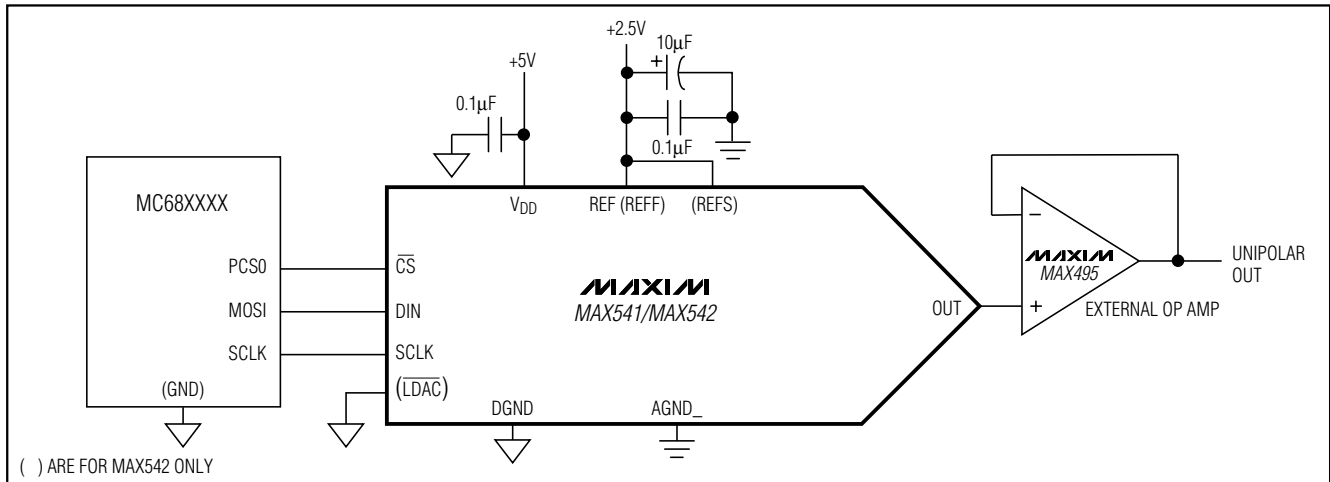 +2.5V
10µF
+
+5V
0.1µF
0.1µF
MC68XXXX
VDD
REF (REFF)
(REFS)
PCS0
CS
MOSI
DIN
SCLK
SCLK
(GND)
(LDAC)
MAXIM
MAX541/MAX542
OUT
DGND
AGND_
−
MAXIM
MAX495
+
EXTERNAL OP AMP
UNIPOLAR
OUT
( ) ARE FOR MAX542 ONLY